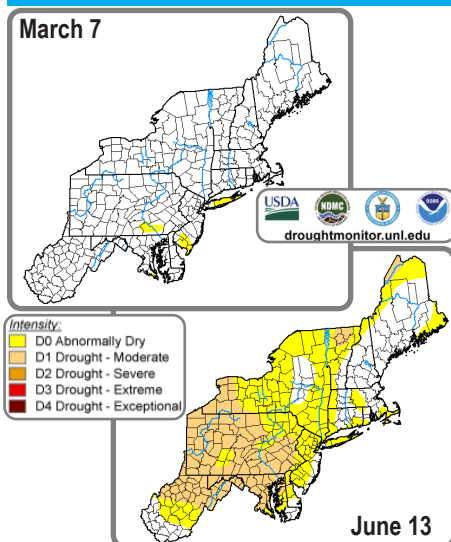 March 7
USDA NDMC NOAA
droughtmonitor.unl.edu
Intensity:
D0 Abnormally Dry
D1 Drought - Moderate
D2 Drought - Severe
D3 Drought - Extreme
D4 Drought - Exceptional
June 13